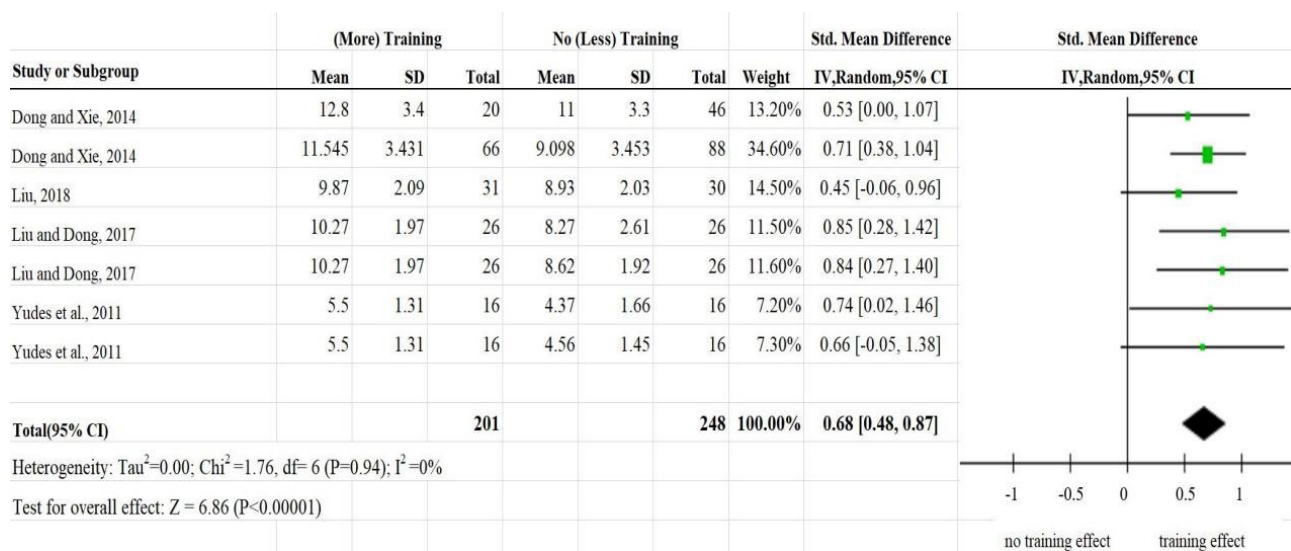 (More) Training No (Less) Training Std. Mean Difference Std. Mean Difference
Study or Subgroup Mean SD Total Mean SD Total Weight IV,Random,95% CI IV,Random,95% CI
Dong and Xie, 2014 12.8 3.4 20 11 3.3 46 13.20% 0.53 [0.00, 1.07]
Dong and Xie, 2014 11.545 3.431 66 9.098 3.453 88 34.60% 0.71 [0.38, 1.04]
Liu, 2018 9.87 2.09 31 8.93 2.03 30 14.50% 0.45 [-0.06, 0.96]
Liu and Dong, 2017 10.27 1.97 26 8.27 2.61 26 11.50% 0.85 [0.28, 1.42]
Liu and Dong, 2017 10.27 1.97 26 8.62 1.92 26 11.60% 0.84 [0.27, 1.40]
Yudes et al., 2011 5.5 1.31 16 4.37 1.66 16 7.20% 0.74 [0.02, 1.46]
Yudes et al., 2011 5.5 1.31 16 4.56 1.45 16 7.30% 0.66 [-0.05, 1.38]
Total(95% CI) 201 248 100.00% 0.68 [0.48, 0.87]
Heterogeneity: Tau²=0.00; Chi²=1.76, df= 6 (P=0.94); I²=0%
Test for overall effect: Z = 6.86 (P<0.00001)
-1 -0.5 0 0.5 1
no training effect training effect